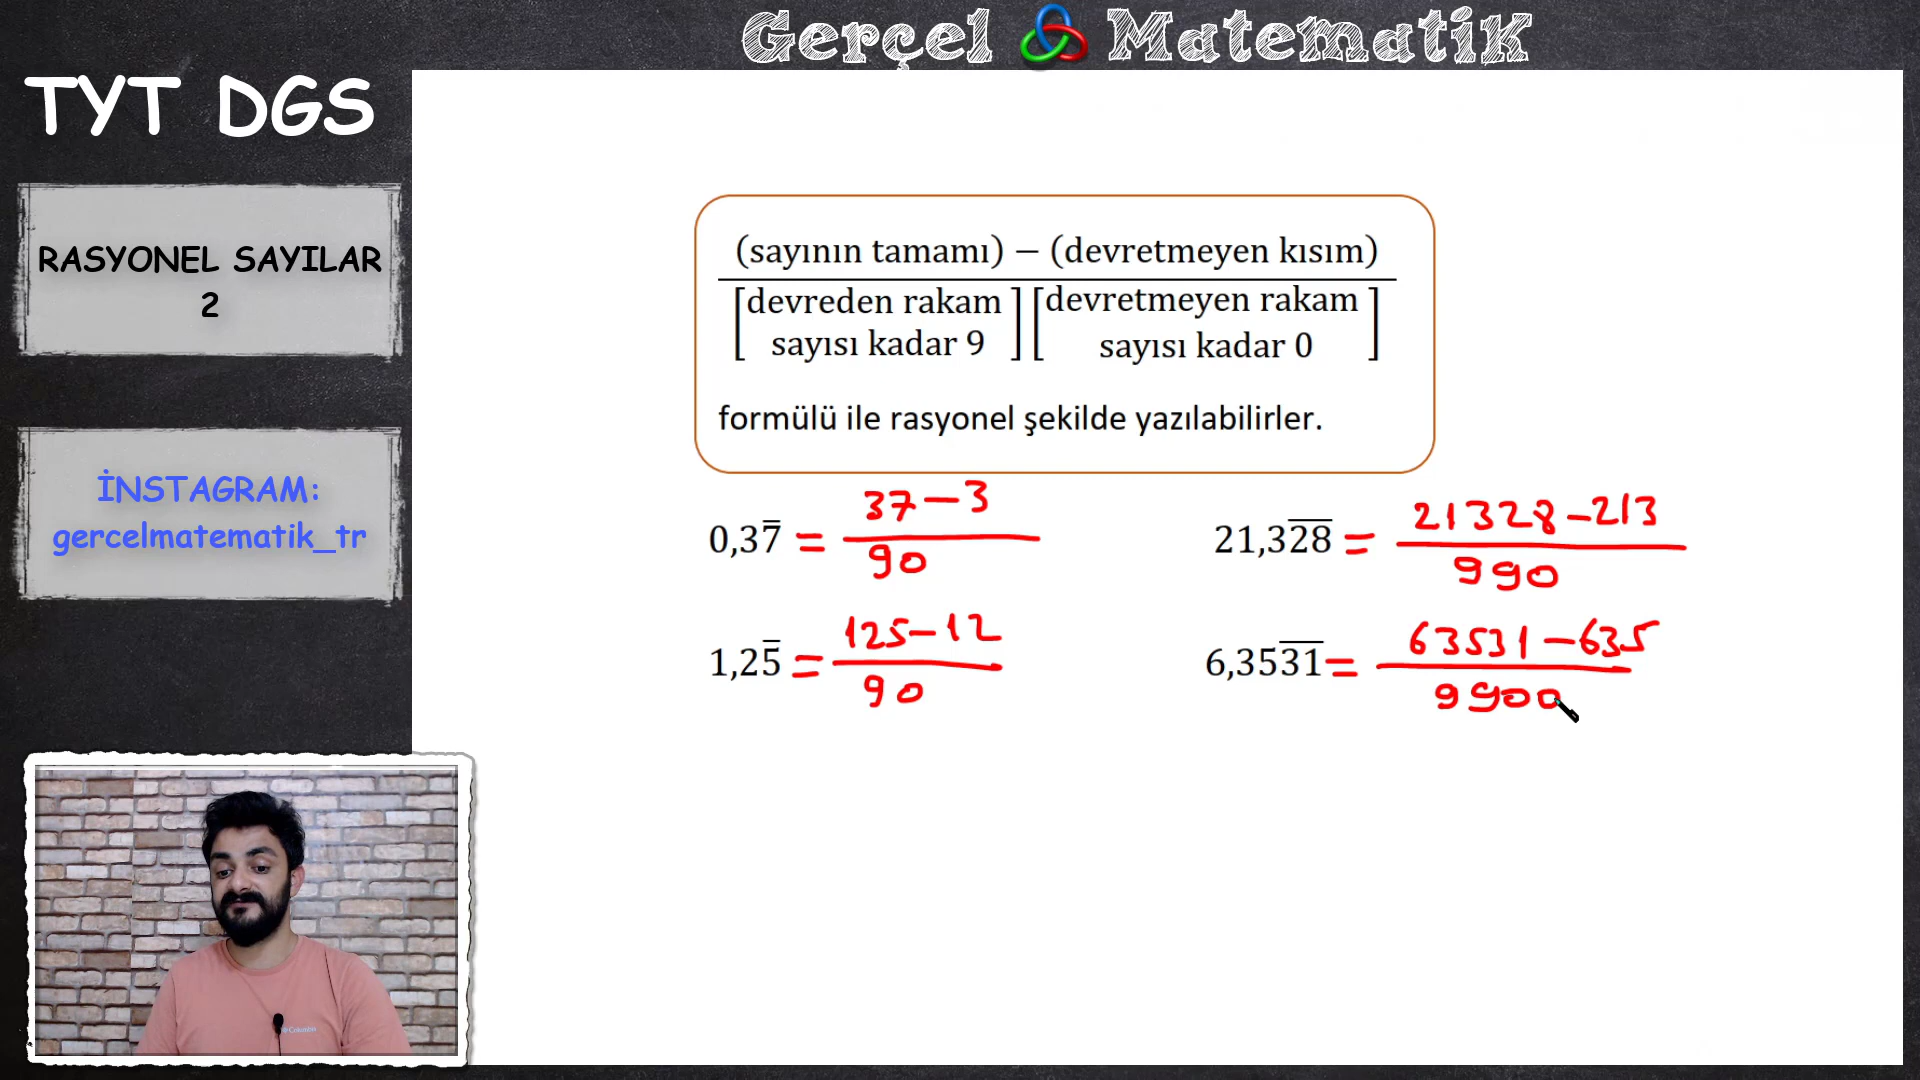 Gerçel Matematik
TYT DGS
RASYONEL SAYILAR
2
İNSTAGRAM:
gercelmatematik_tr
(sayının tamamı) − (devretmeyen kısım)
[devreden rakam sayısı kadar 9] [devretmeyen rakam sayısı kadar 0]
formülü ile rasyonel şekilde yazılabilirler.
0,37̅ = 37 − 3
90
21,32̅8̅ = 21328 − 213
990
1,25̅ = 125 − 12
90
6,353̅1̅ = 63531 − 635
9900